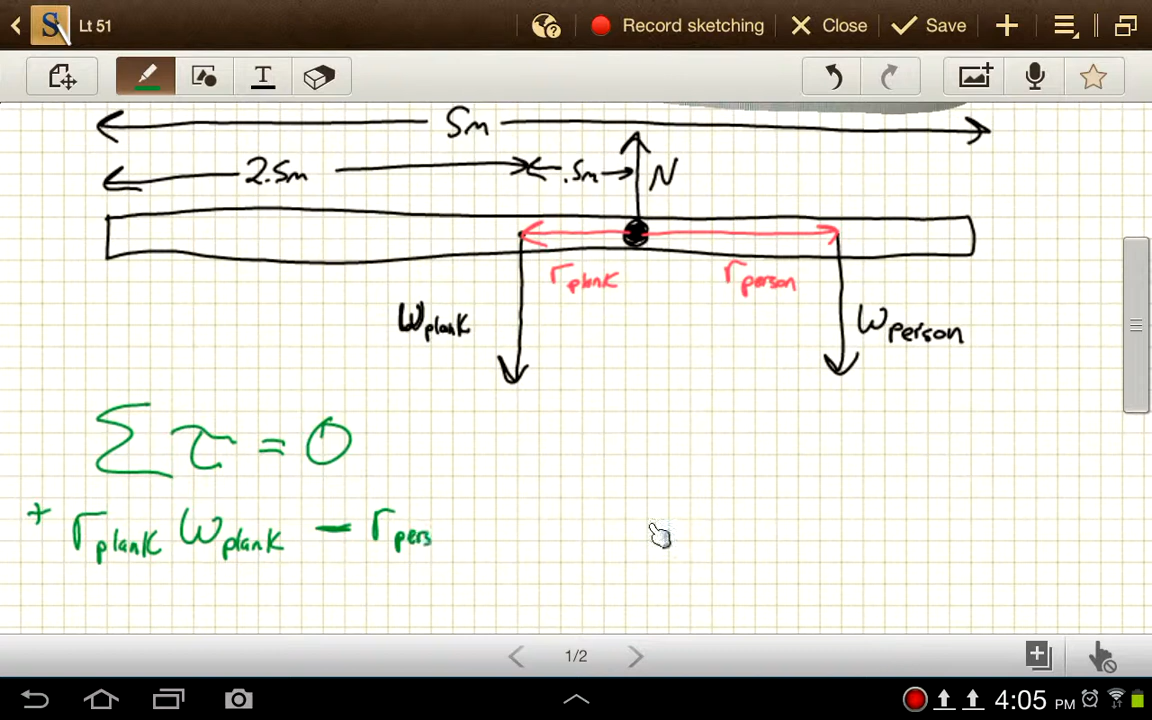 S Lt 51 Record sketching Close Save
T
5m
2.5m .5m N
r plank r person
W plank W person
Σ τ = 0
+ r plank W plank - r pers
1/2
4:05 PM